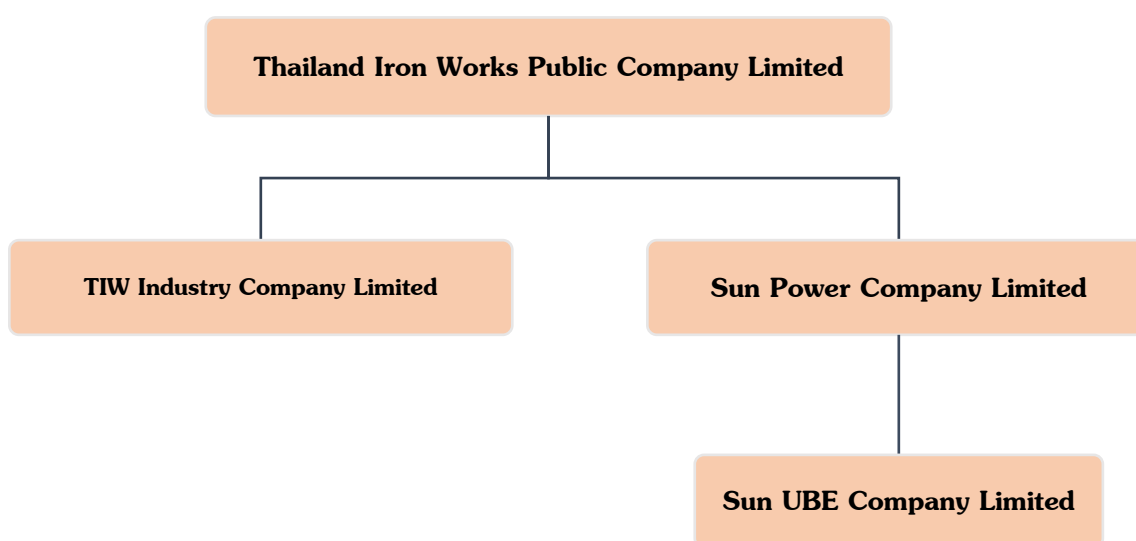 Thailand Iron Works Public Company Limited
TIW Industry Company Limited
Sun Power Company Limited
Sun UBE Company Limited